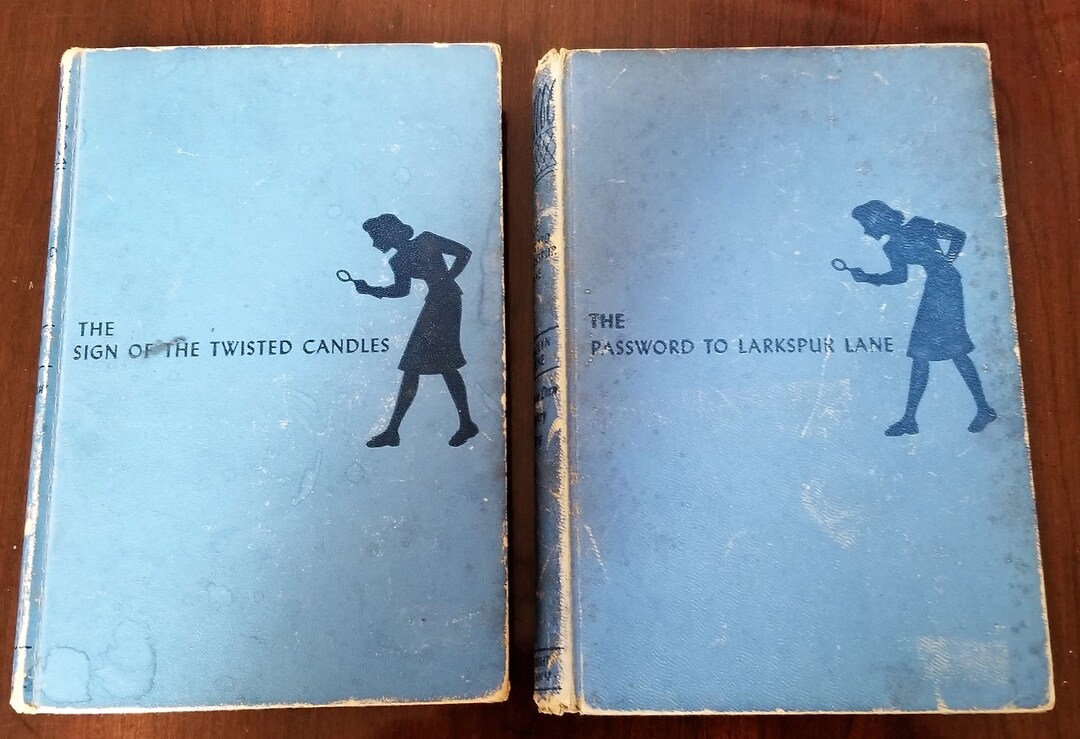 THE
SIGN OF THE TWISTED CANDLES
THE
PASSWORD TO LARKSPUR LANE